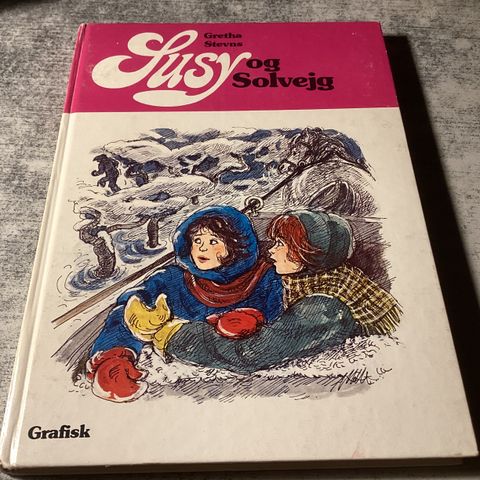 Gretha
Stevns
Susy og
Solvejg
Grafisk